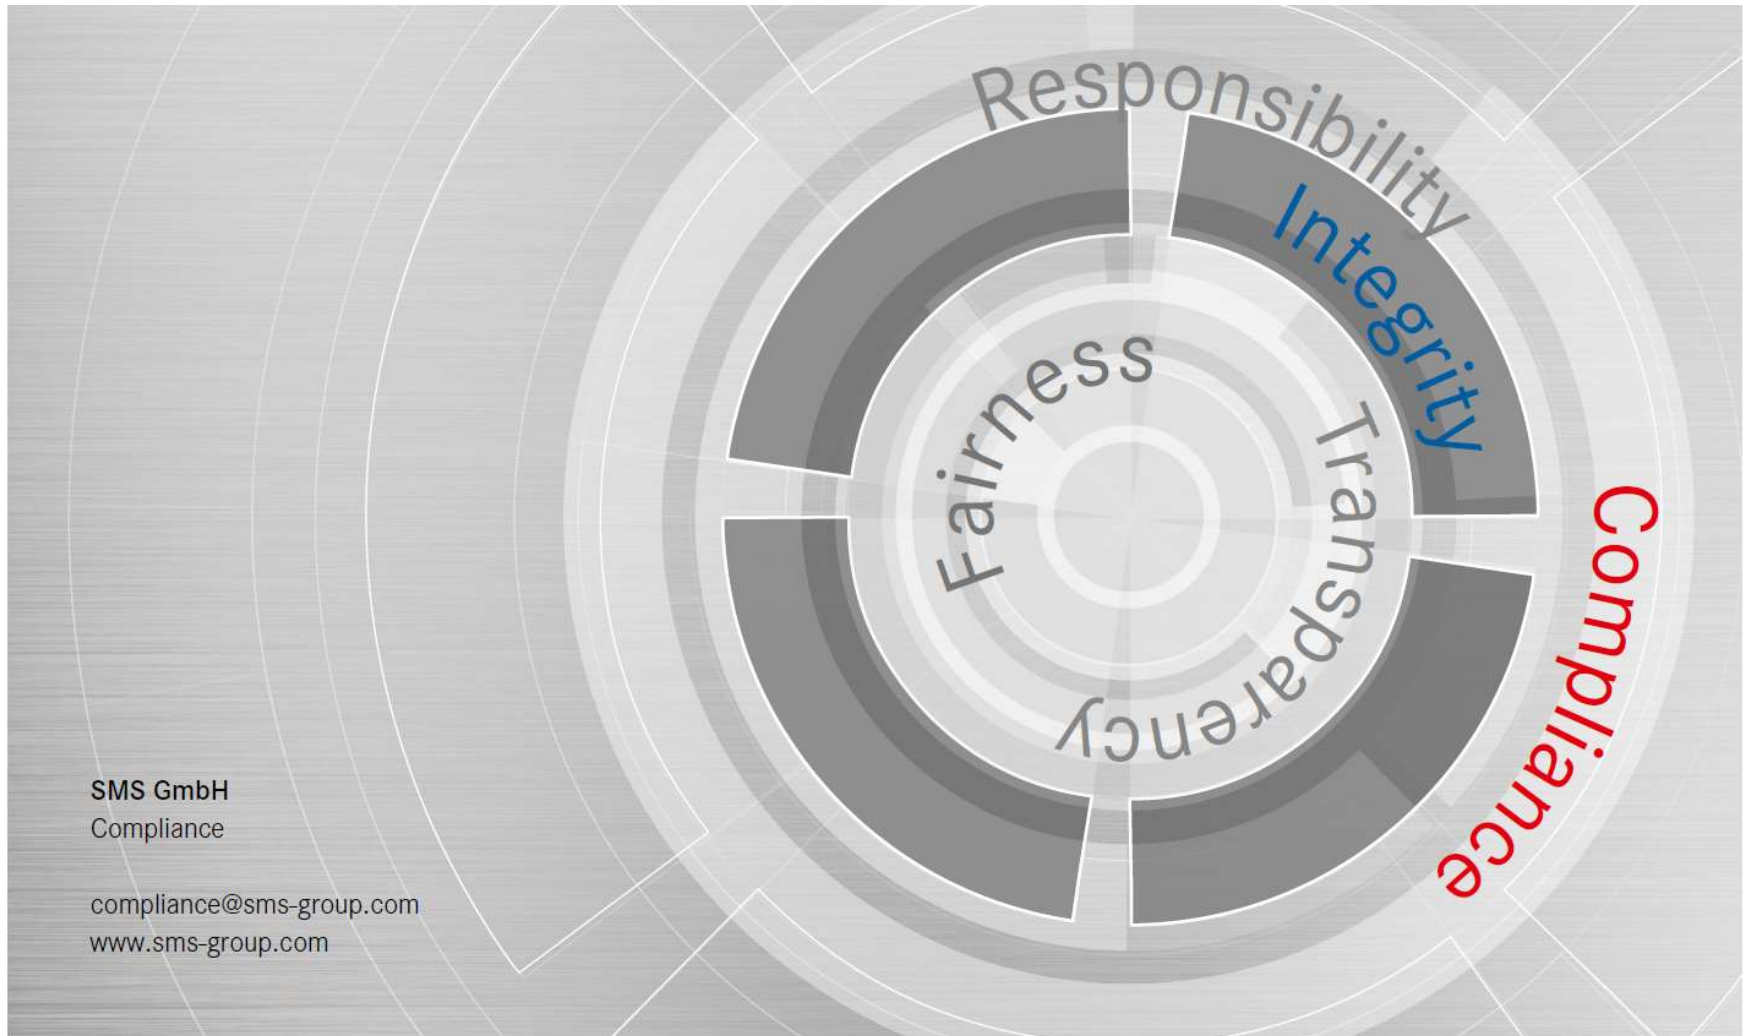 Responsibility
Integrity
Fairness
Transparency
Compliance
SMS GmbH
Compliance
compliance@sms-group.com
www.sms-group.com